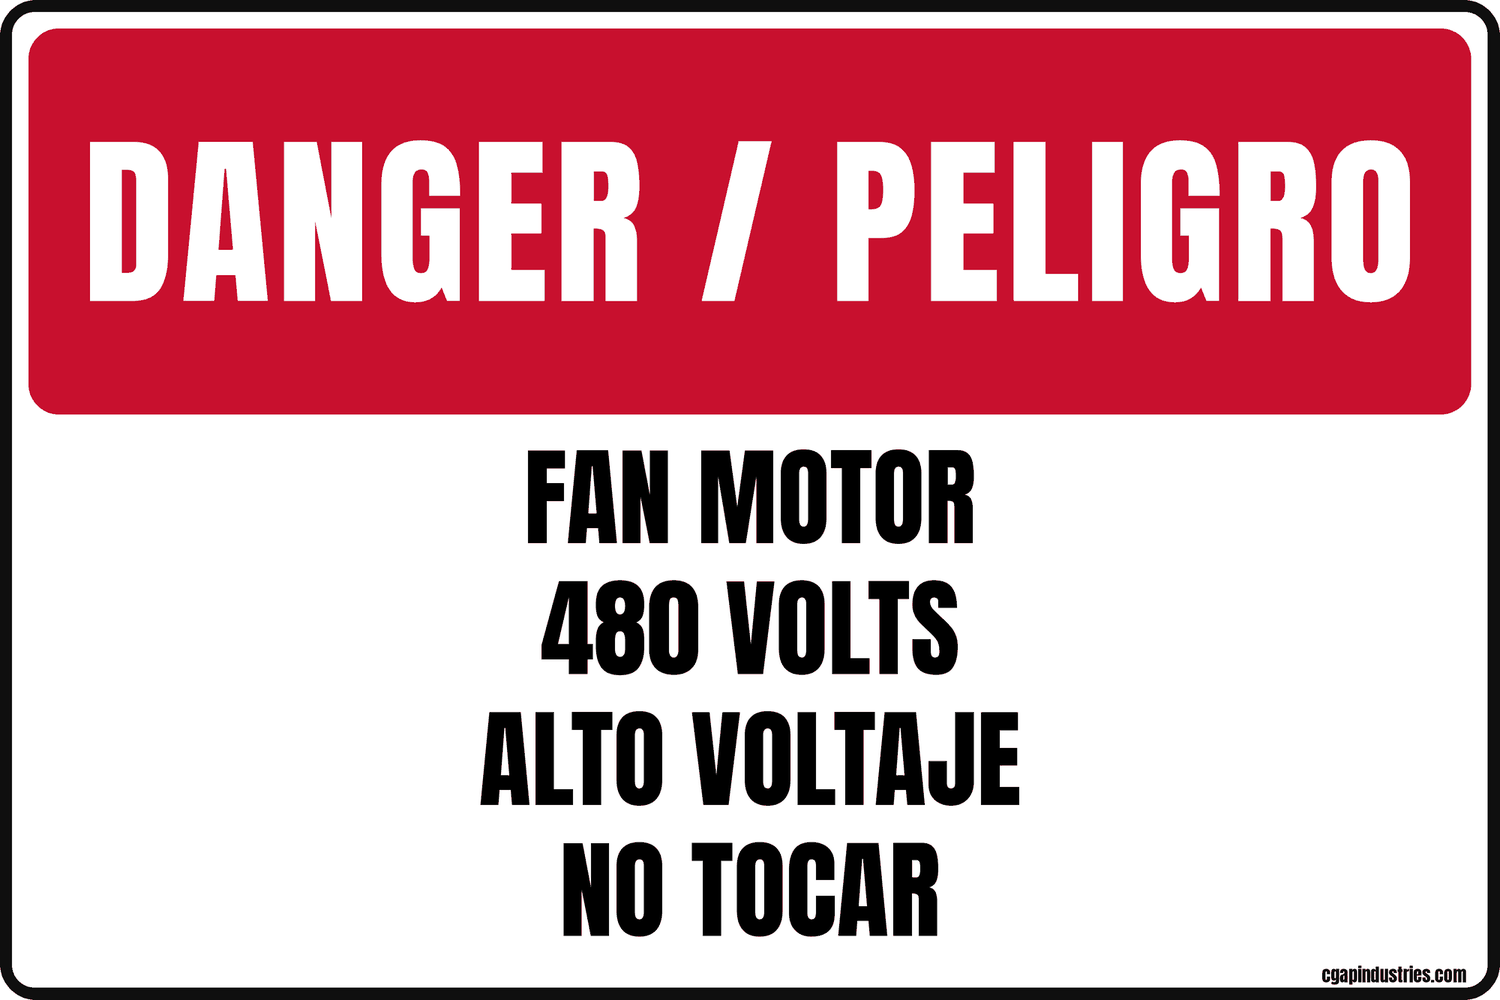 DANGER / PELIGRO
FAN MOTOR
480 VOLTS
ALTO VOLTAJE
NO TOCAR
cgapindustries.com